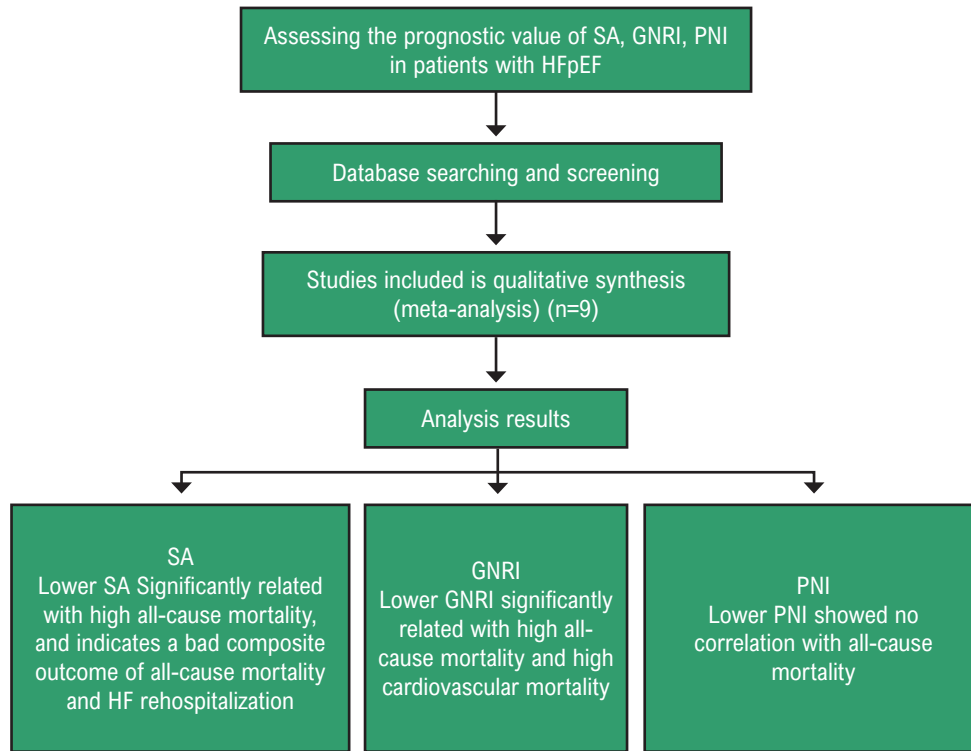 Assessing the prognostic value of SA, GNRI, PNI
in patients with HFpEF
Database searching and screening
Studies included is qualitative synthesis
(meta-analysis) (n=9)
Analysis results
SA
Lower SA Significantly related
with high all-cause mortality,
and indicates a bad composite
outcome of all-cause mortality
and HF rehospitalization
GNRI
Lower GNRI significantly
related with high all-
cause mortality and high
cardiovascular mortality
PNI
Lower PNI showed no
correlation with all-cause
mortality